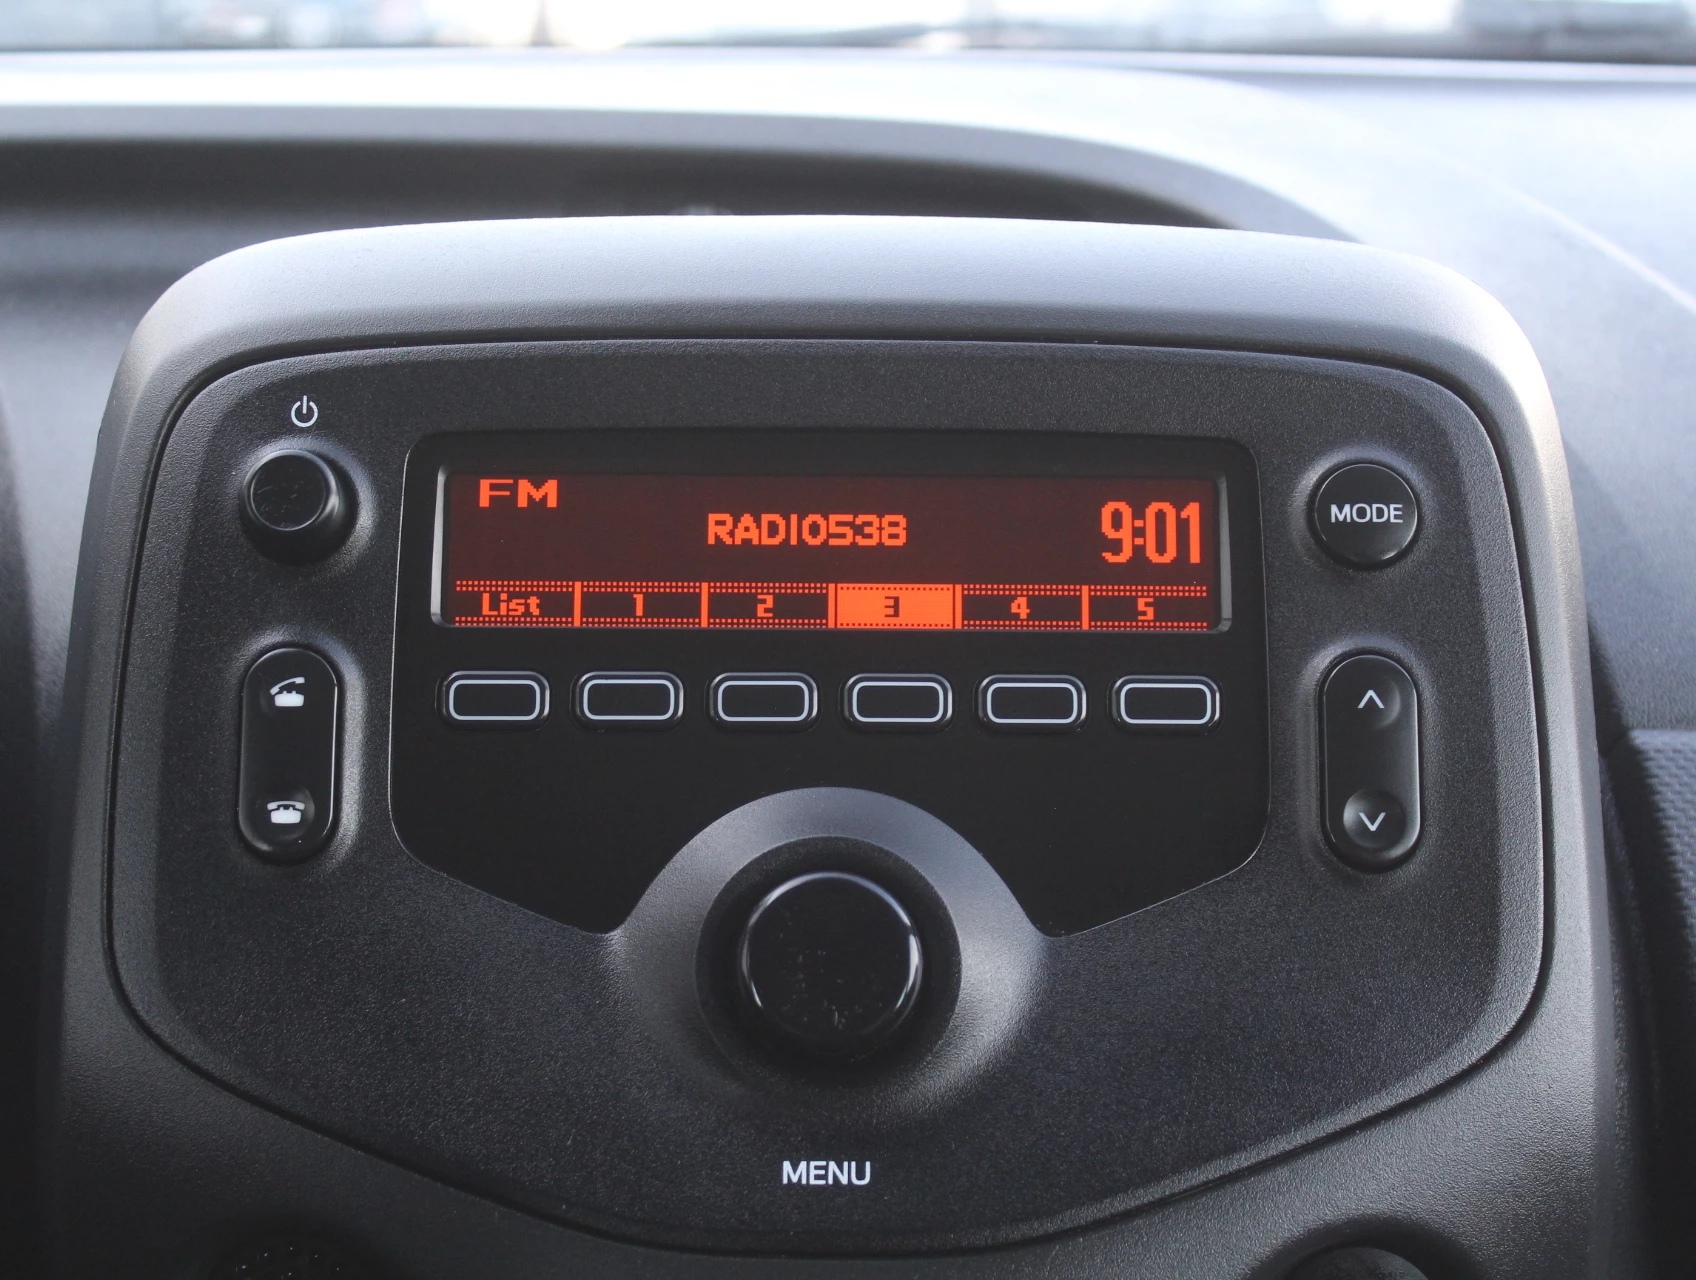 FM
RADIO538
9:01
List 1 2 3 4 5
MODE
MENU